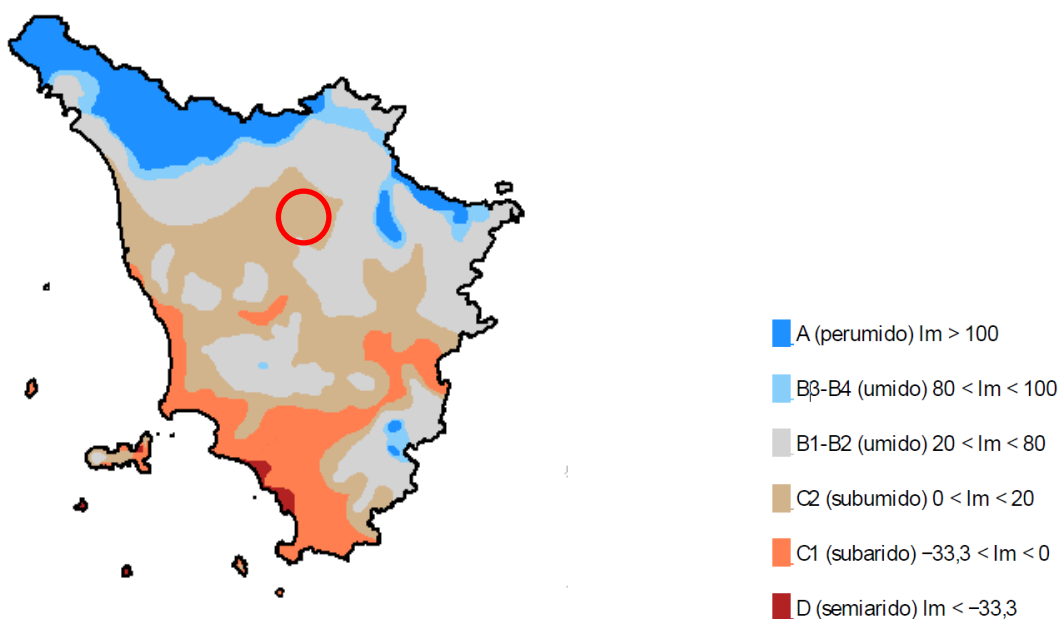 A (perumido) Im > 100
B3-B4 (umido) 80 < Im < 100
B1-B2 (umido) 20 < Im < 80
C2 (subumido) 0 < Im < 20
C1 (subarido) −33,3 < Im < 0
D (semiarido) Im < −33,3